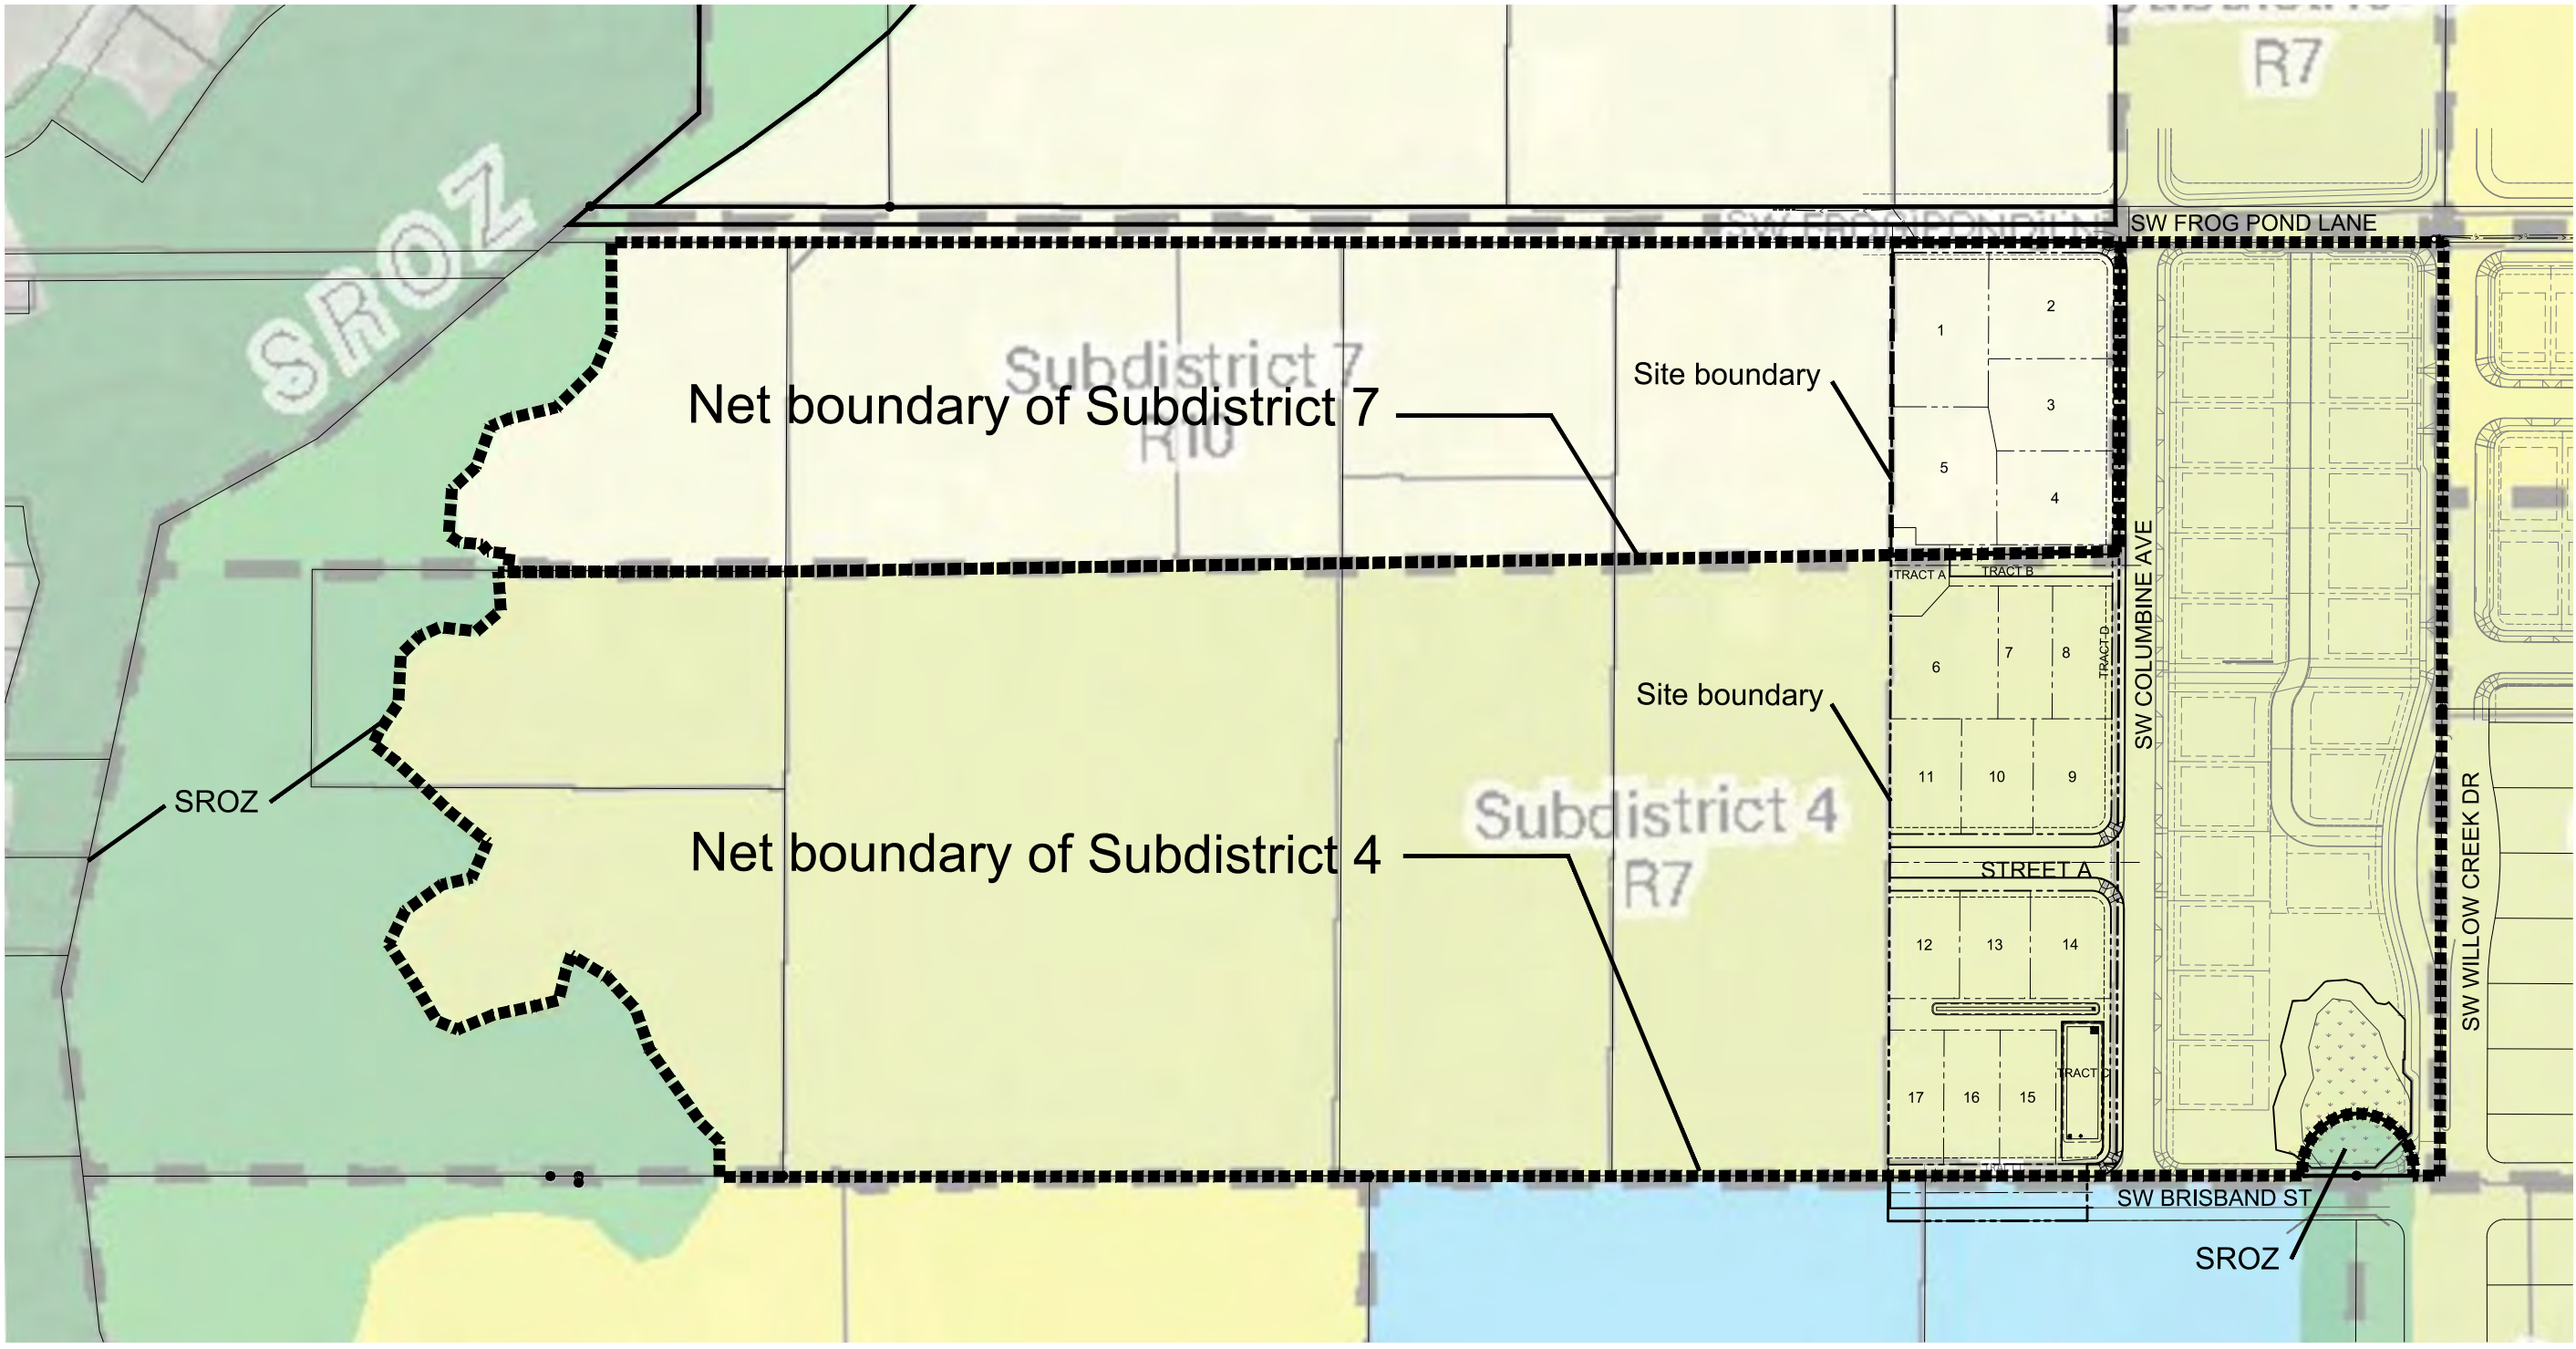 R7
SROZ
SW FROG POND LANE
Subdistrict 7
R10
Net boundary of Subdistrict 7
Site boundary
1
2
3
4
5
TRACT A
TRACT B
SW COLUMBINE AVE
6
7
8
TRACT D
Site boundary
11
10
9
SROZ
Subdistrict 4
R7
Net boundary of Subdistrict 4
STREET A
SW WILLOW CREEK DR
12
13
14
17
16
15
TRACT C
SW BRISBAND ST
SROZ